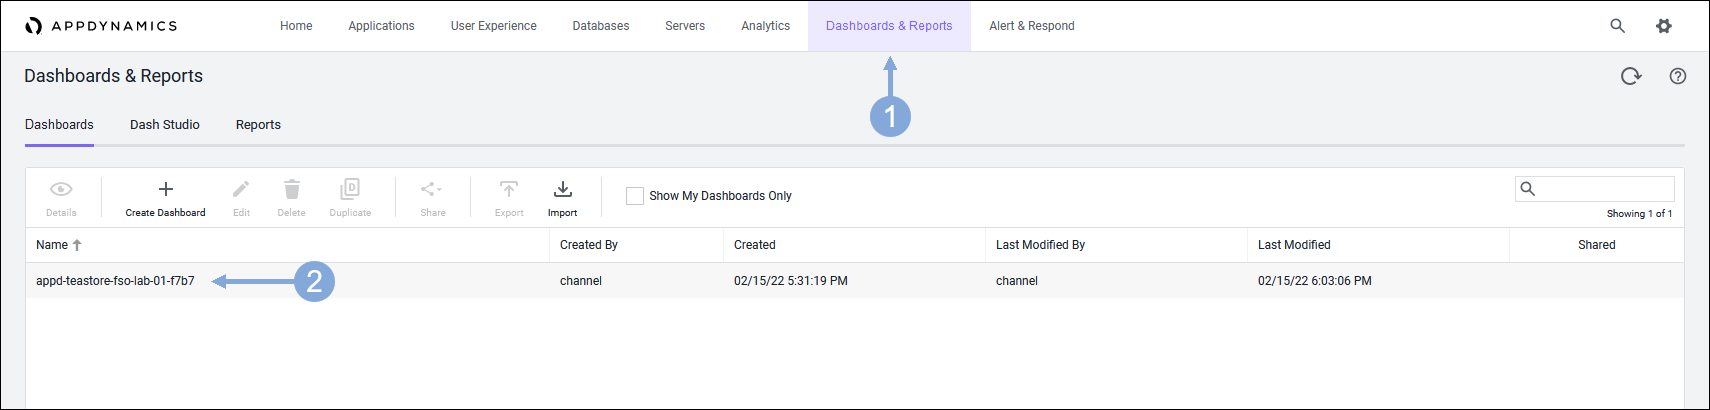 APPDYNAMICS Home Applications User Experience Databases Servers Analytics Dashboards & Reports Alert & Respond
Dashboards & Reports
1
Dashboards Dash Studio Reports
Details Create Dashboard Edit Delete Duplicate Share Export Import Show My Dashboards Only
Showing 1 of 1
Name Created By Created Last Modified By Last Modified Shared
appd-teastore-fso-lab-01-f7b7 2 channel 02/15/22 5:31:19 PM channel 02/15/22 6:03:06 PM